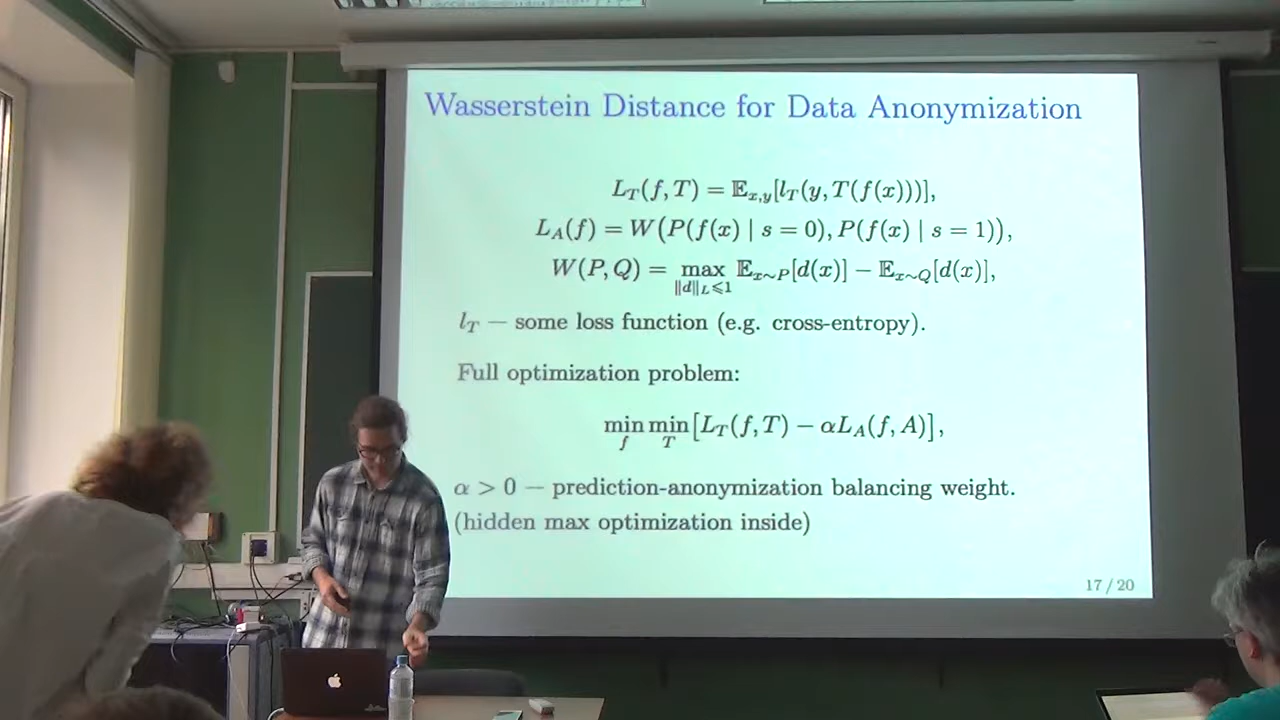 Wasserstein Distance for Data Anonymization
L_T(f, T) = 𝔼_{x,y}[l_T(y, T(f(x)))],
L_A(f) = W(P(f(x) | s = 0), P(f(x) | s = 1)),
W(P, Q) = max_{‖d‖_L⩽1} 𝔼_{x∼P}[d(x)] − 𝔼_{x∼Q}[d(x)],
l_T — some loss function (e.g. cross-entropy).
Full optimization problem:
min_f min_T [L_T(f, T) − αL_A(f, A)],
α > 0 — prediction-anonymization balancing weight.
(hidden max optimization inside)
17 / 20